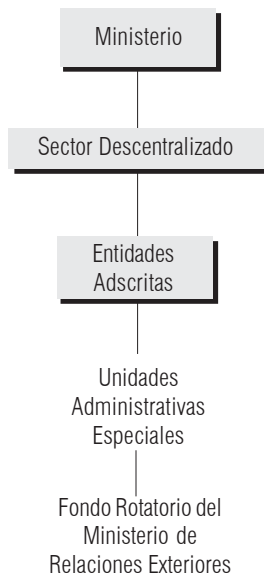 Ministerio
Sector Descentralizado
Entidades
Adscritas
Unidades
Administrativas
Especiales
Fondo Rotatorio del
Ministerio de
Relaciones Exteriores